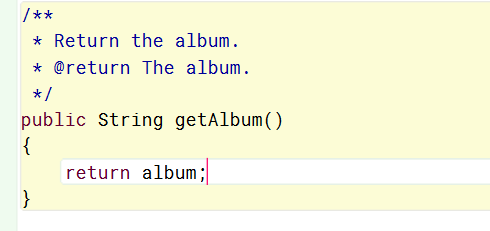 /**
 * Return the album.
 * @return The album.
 */
public String getAlbum()
{
    return album;
}